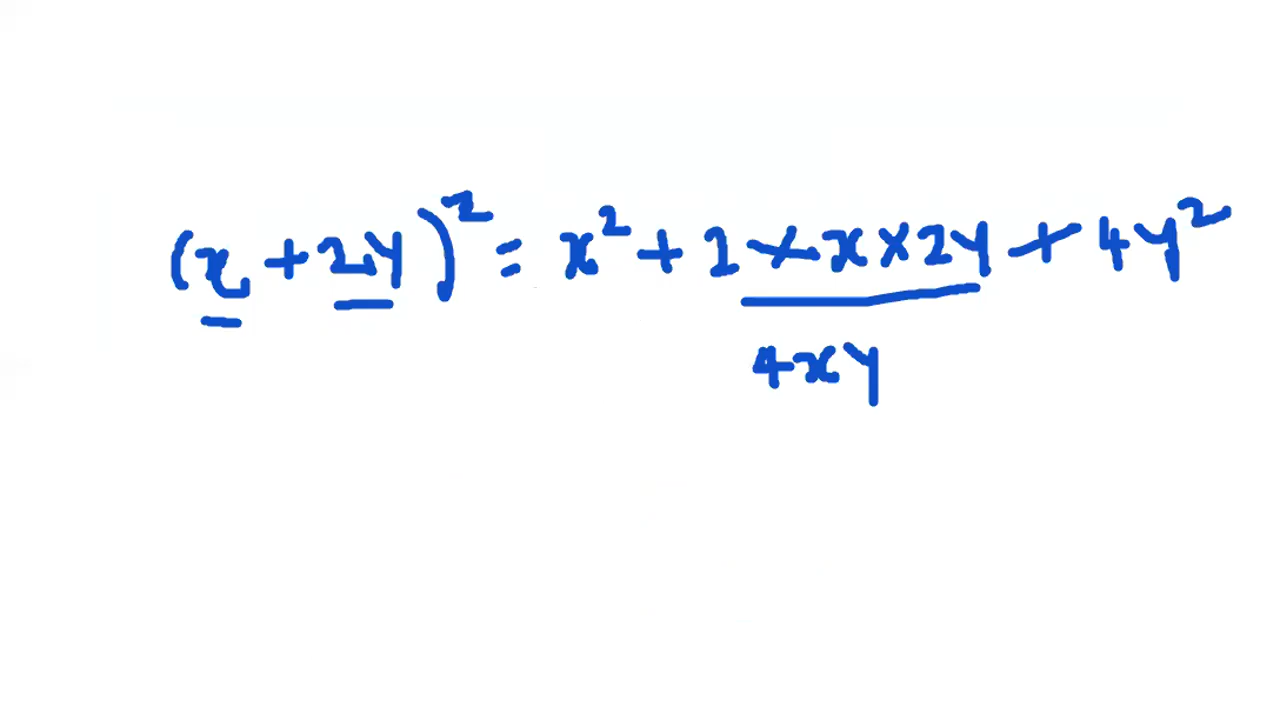 (x + 2y)² = x² + 2 × x × 2y + 4y²
4xy